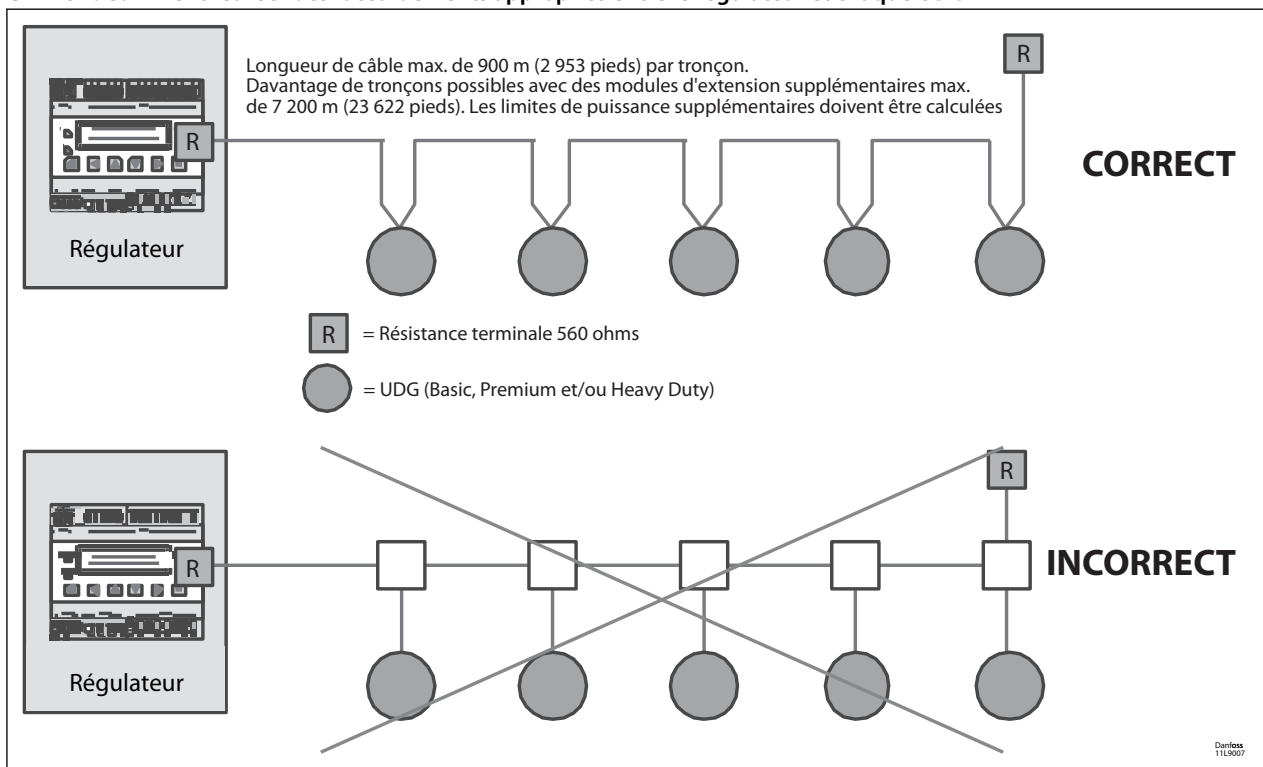 Longueur de câble max. de 900 m (2 953 pieds) par tronçon.
Davantage de tronçons possibles avec des modules d'extension supplémentaires max.
de 7 200 m (23 622 pieds). Les limites de puissance supplémentaires doivent être calculées
R
R
CORRECT
Régulateur
R = Résistance terminale 560 ohms
= UDG (Basic, Premium et/ou Heavy Duty)
R
R
INCORRECT
Régulateur
Danfoss
11L9007